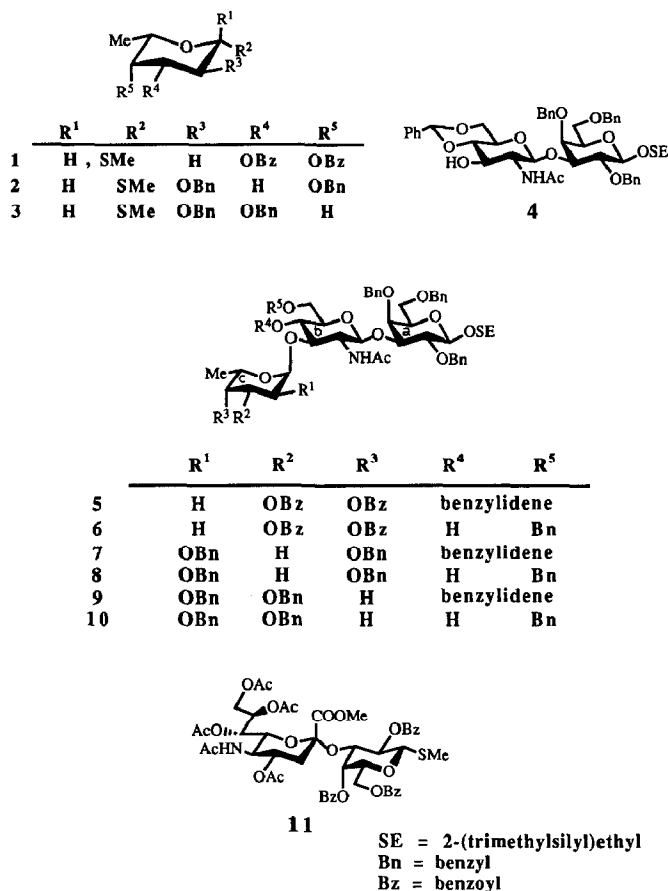 R¹
Me
O
R²
R³
R⁵
R⁴
R¹ R² R³ R⁴ R⁵
1 H , SMe H OBz OBz
2 H SMe OBn H OBn
3 H SMe OBn OBn H
BnO OBn
Ph
O
O
O
OSE
HO
O
NHAc
OBn
4
R⁵O
BnO OBn
R⁴O
b
O
a
O
OSE
O
O
NHAc
OBn
Me
c
O
R¹
R³ R²
R¹ R² R³ R⁴ R⁵
5 H OBz OBz benzylidene
6 H OBz OBz H Bn
7 OBn H OBn benzylidene
8 OBn H OBn H Bn
9 OBn OBn H benzylidene
10 OBn OBn H H Bn
OAc
OAc
COOMe
OBz
AcO
O
O
SMe
AcHN
O
OAc
BzO OBz
11
SE = 2-(trimethylsilyl)ethyl
Bn = benzyl
Bz = benzoyl